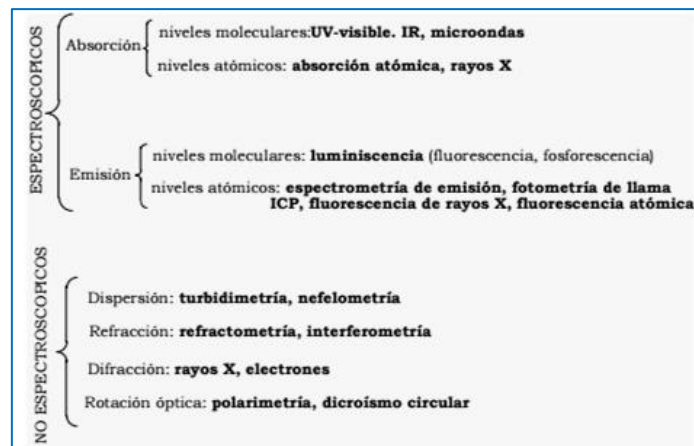 ESPECTROSCOPICOS
Absorción
niveles moleculares:UV-visible. IR, microondas
niveles atómicos: absorción atómica, rayos X
Emisión
niveles moleculares: luminiscencia (fluorescencia, fosforescencia)
niveles atómicos: espectrometría de emisión, fotometría de llama
ICP, fluorescencia de rayos X, fluorescencia atómica
NO ESPECTROSCOPICOS
Dispersión: turbidimetría, nefelometría
Refracción: refractometría, interferometría
Difracción: rayos X, electrones
Rotación óptica: polarimetría, dicroísmo circular